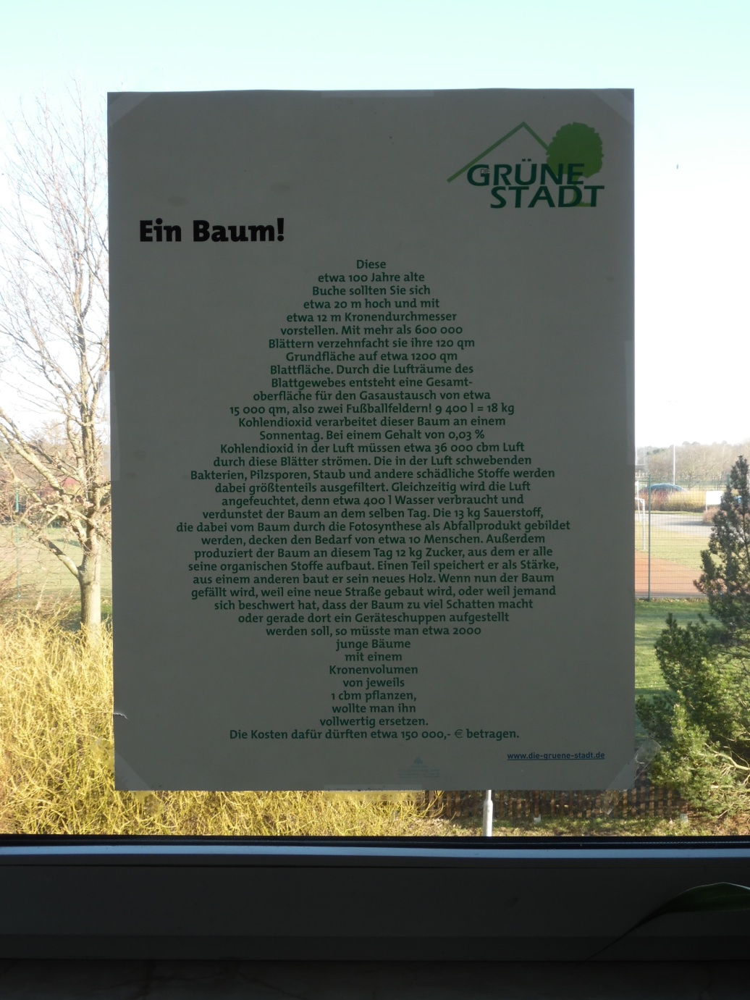 DIE
GRÜNE
STADT
Ein Baum!
Diese
etwa 100 Jahre alte
Buche sollten Sie sich
etwa 20 m hoch und mit
etwa 12 m Kronendurchmesser
vorstellen. Mit mehr als 600 000
Blättern verzehnfacht sie ihre 120 qm
Grundfläche auf etwa 1200 qm
Blattfläche. Durch die Lufträume des
Blattgewebes entsteht eine Gesamt-
oberfläche für den Gasaustausch von etwa
15 000 qm, also zwei Fußballfeldern! 9 400 l = 18 kg
Kohlendioxid verarbeitet dieser Baum an einem
Sonnentag. Bei einem Gehalt von 0,03 %
Kohlendioxid in der Luft müssen etwa 36 000 cbm Luft
durch diese Blätter strömen. Die in der Luft schwebenden
Bakterien, Pilzsporen, Staub und andere schädliche Stoffe werden
dabei größtenteils ausgefiltert. Gleichzeitig wird die Luft
angefeuchtet, denn etwa 400 l Wasser verbraucht und
verdunstet der Baum an dem selben Tag. Die 13 kg Sauerstoff,
die dabei vom Baum durch die Fotosynthese als Abfallprodukt gebildet
werden, decken den Bedarf von etwa 10 Menschen. Außerdem
produziert der Baum an diesem Tag 12 kg Zucker, aus dem er alle
seine organischen Stoffe aufbaut. Einen Teil speichert er als Stärke,
aus einem anderen baut er sein neues Holz. Wenn nun der Baum
gefällt wird, weil eine neue Straße gebaut wird, oder weil jemand
sich beschwert hat, dass der Baum zu viel Schatten macht
oder gerade dort ein Geräteschuppen aufgestellt
werden soll, so müsste man etwa 2000
junge Bäume
mit einem
Kronenvolumen
von jeweils
1 cbm pflanzen,
wollte man ihn
vollwertig ersetzen.
Die Kosten dafür dürften etwa 150 000,- € betragen.
www.die-gruene-stadt.de